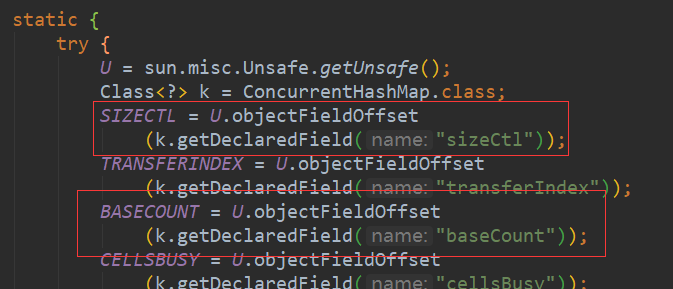 static {
try {
U = sun.misc.Unsafe.getUnsafe();
Class<?> k = ConcurrentHashMap.class;
SIZECTL = U.objectFieldOffset
(k.getDeclaredField( name: "sizeCtl"));
TRANSFERINDEX = U.objectFieldOffset
(k.getDeclaredField( name: "transferIndex"));
BASECOUNT = U.objectFieldOffset
(k.getDeclaredField( name: "baseCount"));
CELLSBUSY = U.objectFieldOffset
(k.getDeclaredField( name: "cellsBusy"));